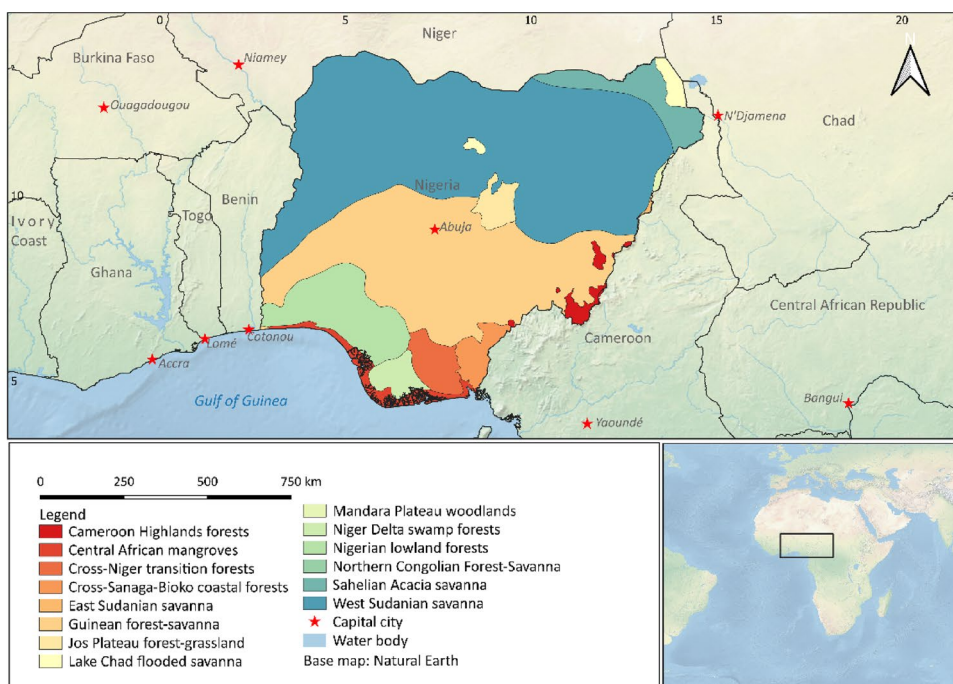 0 5 10 15 20
N
Niger
Burkina Faso
Niamey
Ouagadougou
N'Djamena
Chad
10
Nigeria
Benin
Togo
Ivory
Coast
Abuja
Ghana
Central African Republic
Cameroon
Cotonou
Lomé
Accra
5
Gulf of Guinea
Bangui
Yaoundé
0 250 500 750 km
Legend
Cameroon Highlands forests
Central African mangroves
Cross-Niger transition forests
Cross-Sanaga-Bioko coastal forests
East Sudanian savanna
Guinean forest-savanna
Jos Plateau forest-grassland
Lake Chad flooded savanna
Mandara Plateau woodlands
Niger Delta swamp forests
Nigerian lowland forests
Northern Congolian Forest-Savanna
Sahelian Acacia savanna
West Sudanian savanna
Capital city
Water body
Base map: Natural Earth